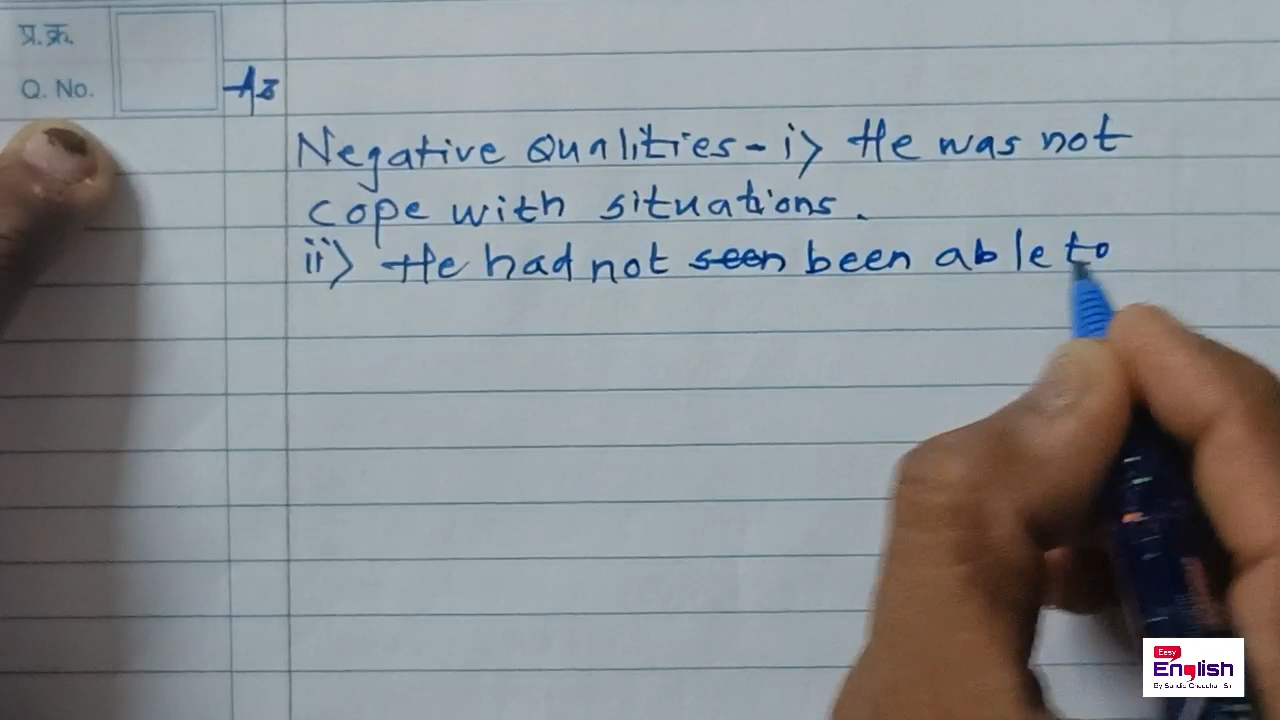 प्र.क्र.
Q. No.
A3
Negative Qualities - i) He was not
cope with situations.
ii) He had not seen been able to
Easy
English